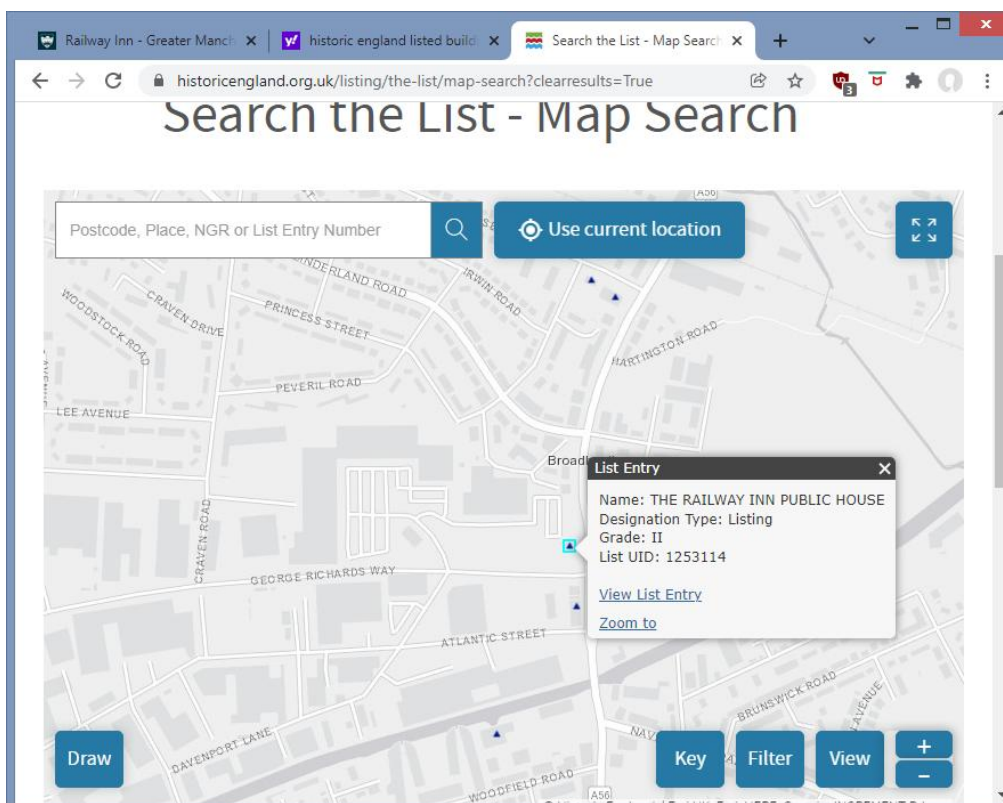 Railway Inn - Greater Manch
historic england listed build
Search the List - Map Search
historicengland.org.uk/listing/the-list/map-search?clearresults=True
3
Search the List - Map Search
A56
Postcode, Place, NGR or List Entry Number
Use current location
SUNDERLAND ROAD
IRWIN ROAD
WOODSTOCK ROAD
CRAVEN DRIVE
PRINCESS STREET
HARTINGTON ROAD
PEVERIL ROAD
LEE AVENUE
Broadh
List Entry
Name: THE RAILWAY INN PUBLIC HOUSE
Designation Type: Listing
Grade: II
List UID: 1253114
View List Entry
Zoom to
CRAVEN ROAD
GEORGE RICHARDS WAY
ATLANTIC STREET
BRUNSWICK ROAD
AVENUE
NAV
DAVENPORT LANE
WOODFIELD ROAD
A56
Draw
Key
Filter
View
+
−